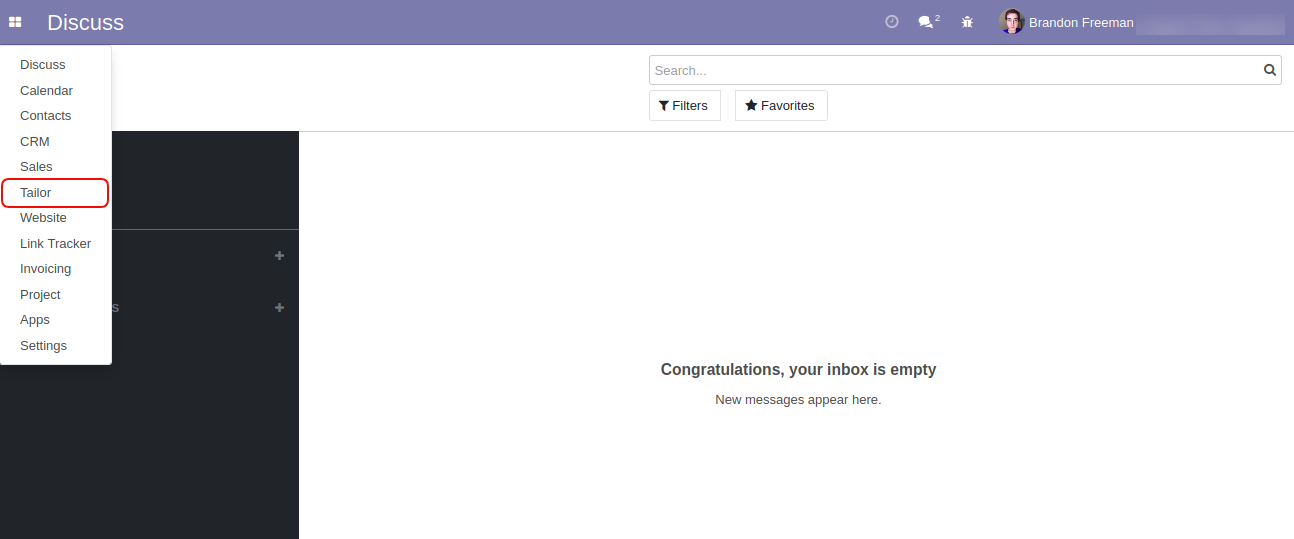 Discuss
2
Brandon Freeman
Discuss
Calendar
Contacts
CRM
Sales
Tailor
Website
Link Tracker
Invoicing
Project
Apps
Settings
Search...
Filters
Favorites
Congratulations, your inbox is empty
New messages appear here.